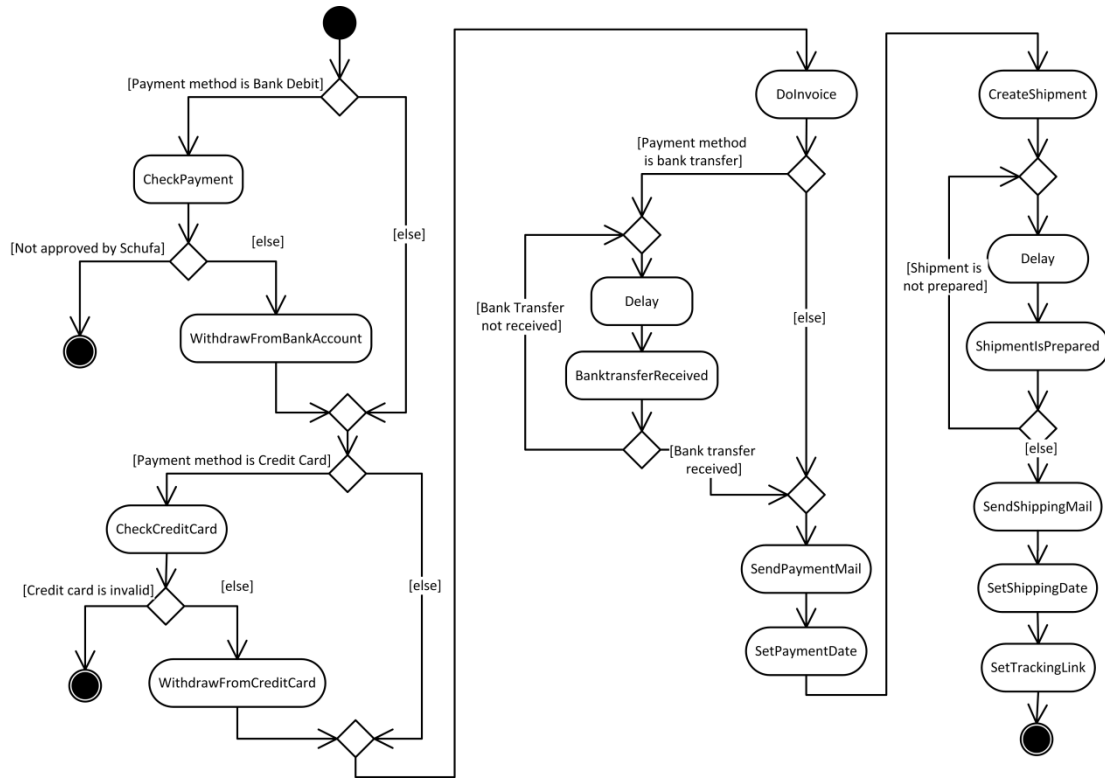 [Payment method is Bank Debit]
CheckPayment
[Not approved by Schufa]
[else]
[else]
WithdrawFromBankAccount
[Payment method is Credit Card]
CheckCreditCard
[Credit card is invalid]
[else]
[else]
WithdrawFromCreditCard
DoInvoice
[Payment method
is bank transfer]
Delay
[Bank Transfer
not received]
[else]
BanktransferReceived
[Bank transfer
received]
SendPaymentMail
SetPaymentDate
CreateShipment
Delay
[Shipment is
not prepared]
ShipmentIsPrepared
[else]
SendShippingMail
SetShippingDate
SetTrackingLink